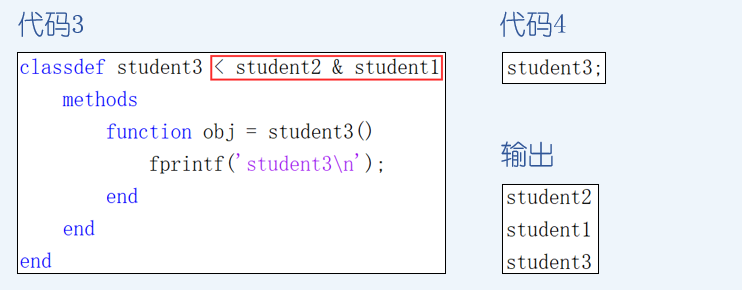 代码3
classdef student3 < student2 & student1
methods
function obj = student3()
fprintf('student3\n');
end
end
end
代码4
student3;
输出
student2
student1
student3